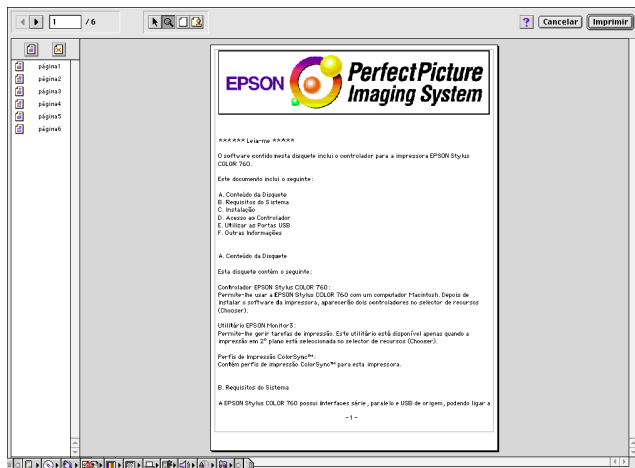 1 / 6
? Cancelar Imprimir
página1
página2
página3
página4
página5
página6
EPSON PerfectPicture
Imaging System
****** Leia-me *****
O software contido nesta disquete inclui o controlador para a impressora EPSON Stylus
COLOR 760.
Este documento inclui o seguinte:
A. Conteúdo da Disquete
B. Requisitos do Sistema
C. Instalação
D. Acesso ao Controlador
E. Utilizar as Portas USB
F. Outras Informações
A. Conteúdo da Disquete
Esta disquete contém o seguinte:
Controlador EPSON Stylus COLOR 760:
Permite-lhe usar a EPSON Stylus COLOR 760 com um computador Macintosh. Depois de
instalar o software da impressora, aparecerão dois controladores no selector de recursos
(Chooser).
Utilitário EPSON Monitor3:
Permite-lhe gerir tarefas de impressão. Este utilitário está disponível apenas quando a
impressão em 2º plano está seleccionada no selector de recursos (Chooser).
Perfis de Impressão ColorSync™:
Contém perfis de impressão ColorSync™ para esta impressora.
B. Requisitos do Sistema
A EPSON Stylus COLOR 760 possui interfaces série, paralelo e USB de origem, podendo ligar a
-1-